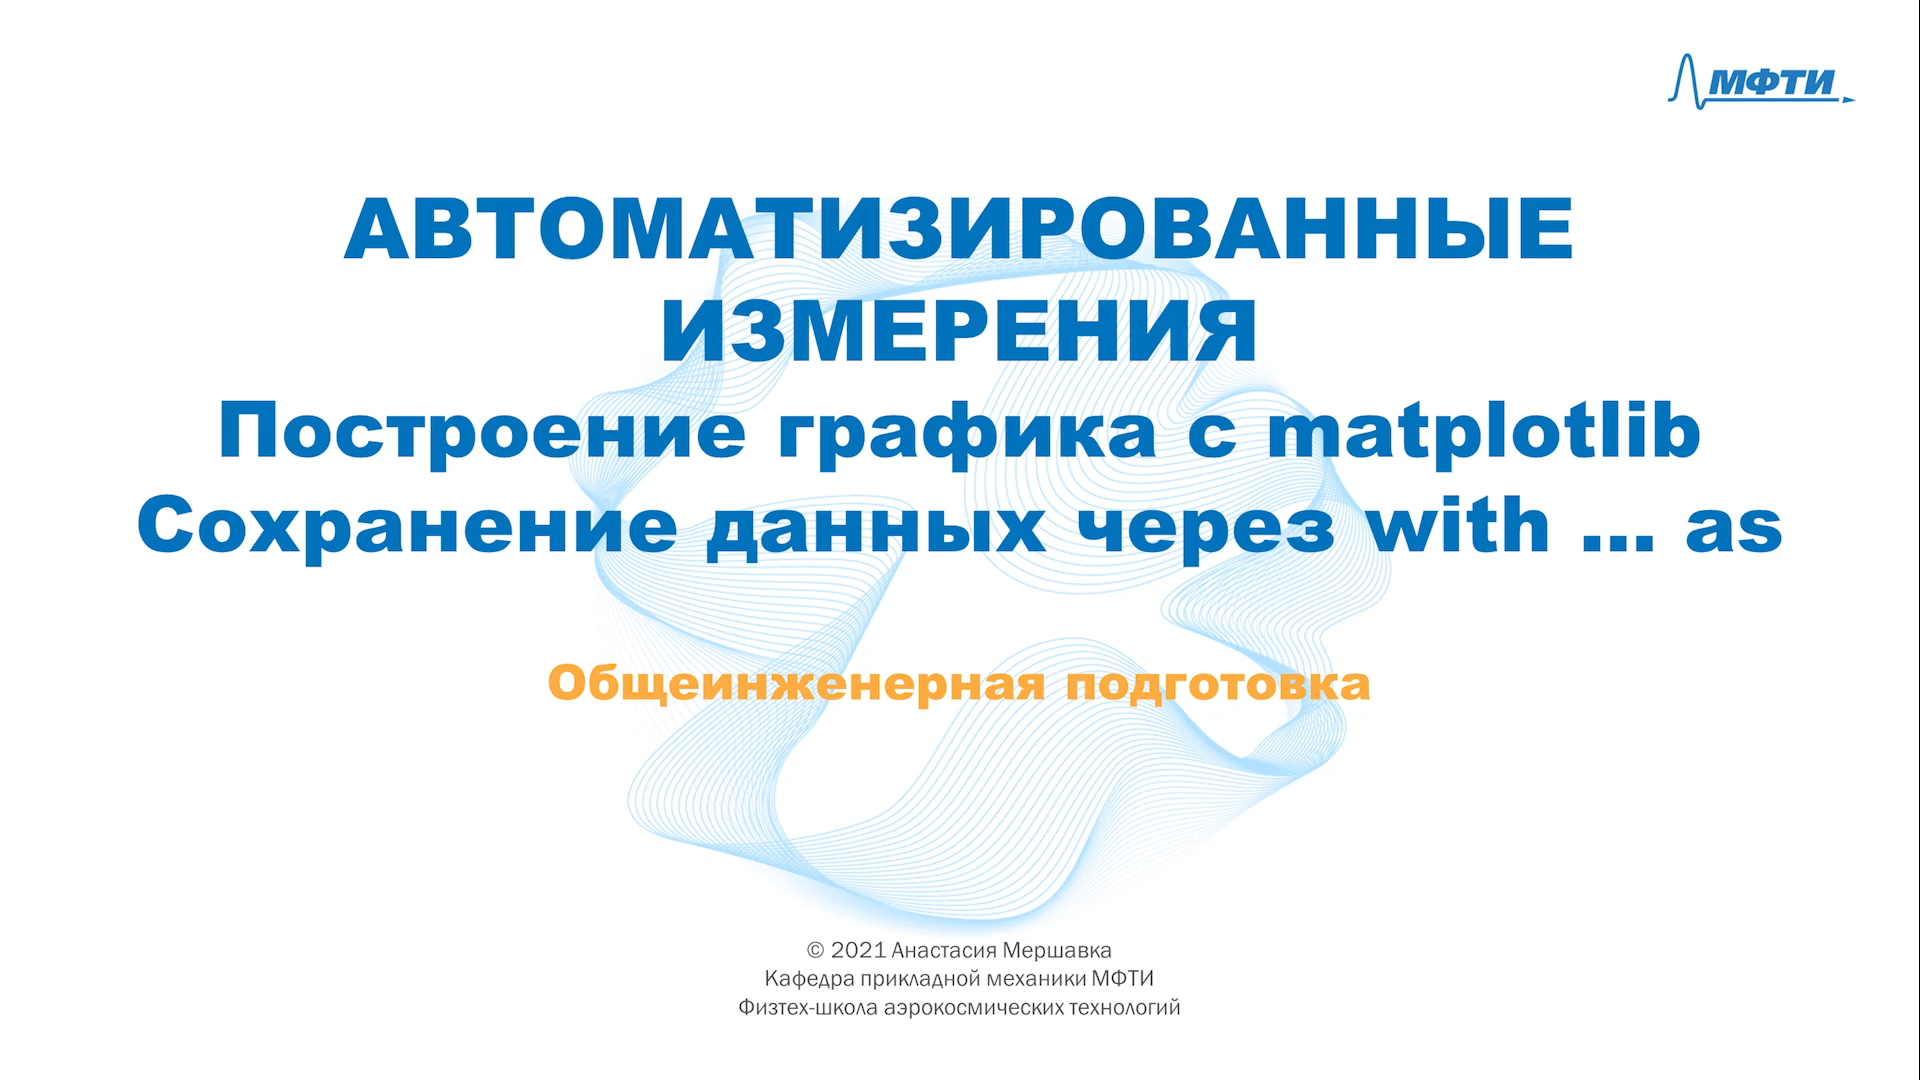 МФТИ
АВТОМАТИЗИРОВАННЫЕ
ИЗМЕРЕНИЯ
Построение графика с matplotlib
Сохранение данных через with ... as
Общеинженерная подготовка
© 2021 Анастасия Мершавка
Кафедра прикладной механики МФТИ
Физтех-школа аэрокосмических технологий